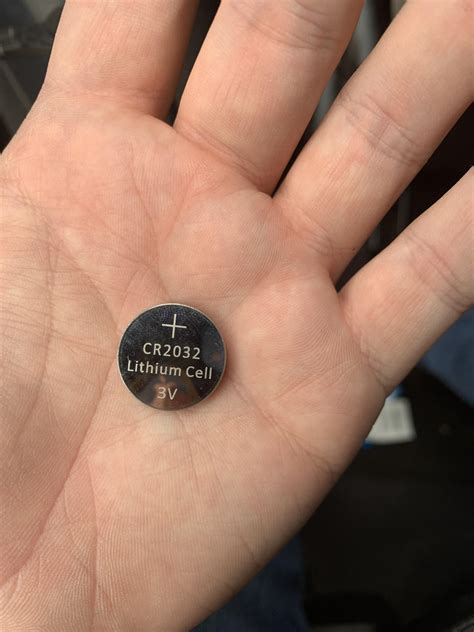 +
CR2032
Lithium Cell
3V